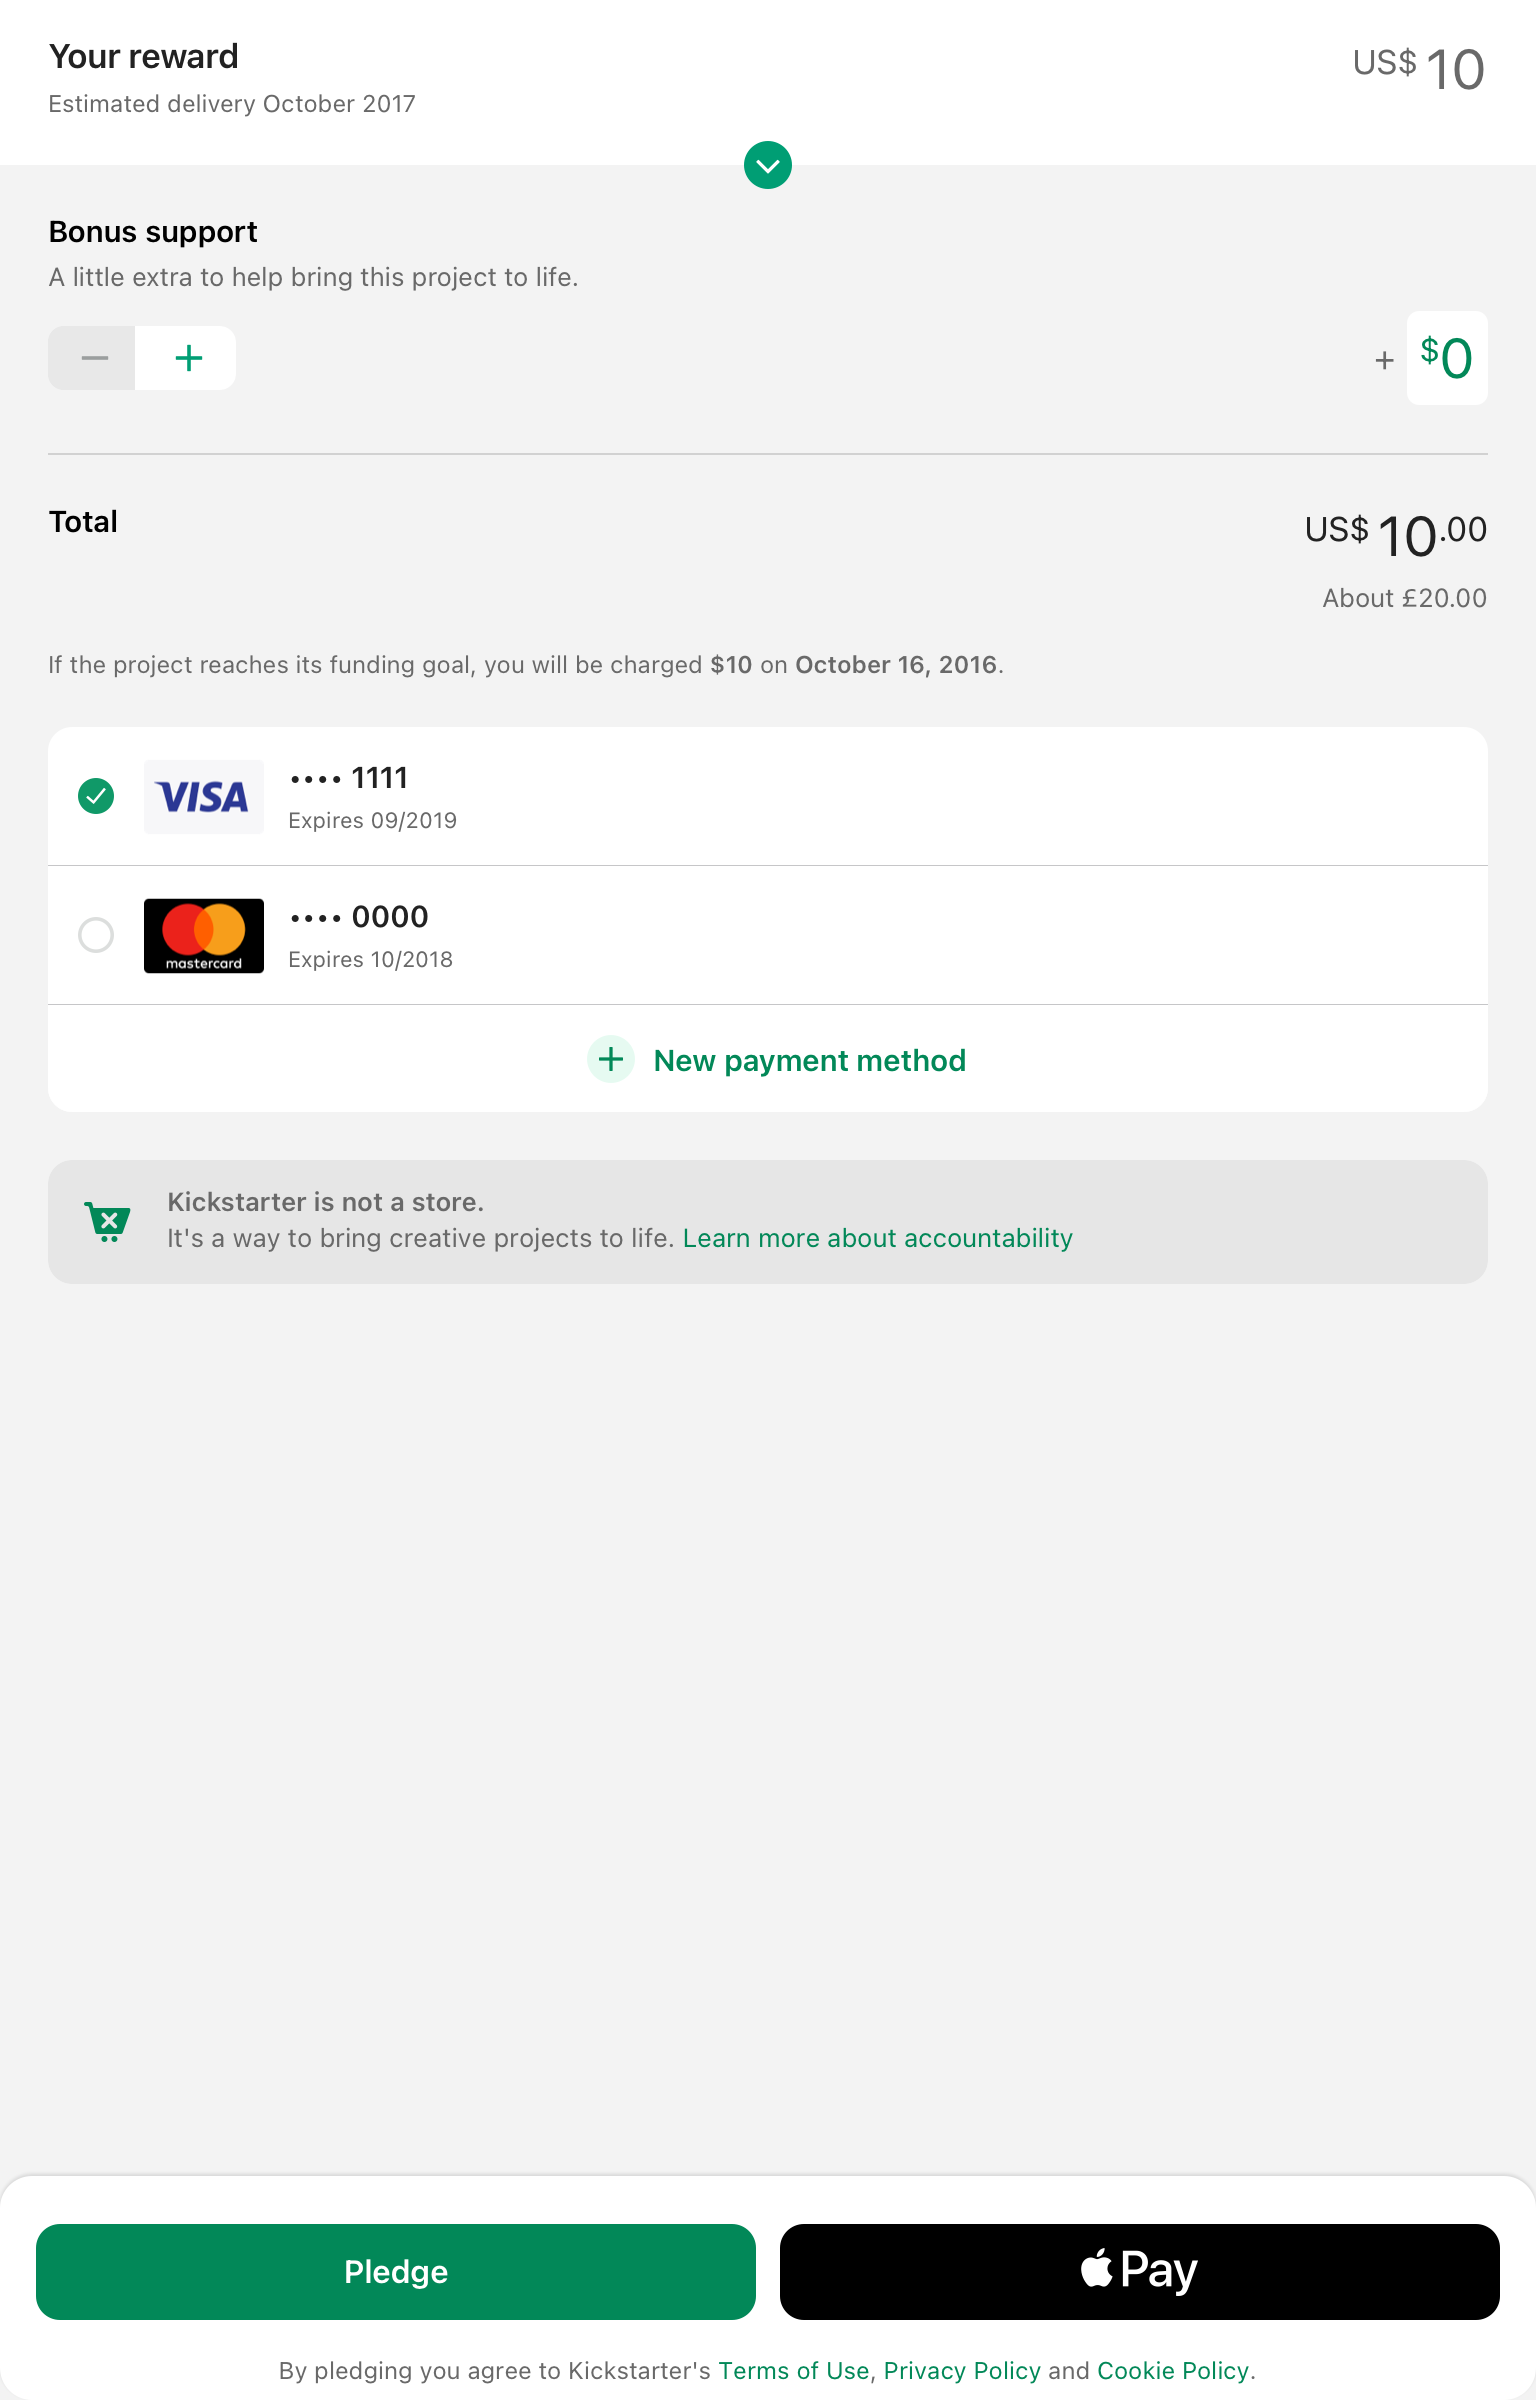 Your reward
US$ 10
Estimated delivery October 2017
Bonus support
A little extra to help bring this project to life.
+ $0
Total
US$ 10.00
About £20.00
If the project reaches its funding goal, you will be charged $10 on October 16, 2016.
VISA
•••• 1111
Expires 09/2019
mastercard
•••• 0000
Expires 10/2018
New payment method
Kickstarter is not a store.
It's a way to bring creative projects to life. Learn more about accountability
Pledge
Pay
By pledging you agree to Kickstarter's Terms of Use, Privacy Policy and Cookie Policy.